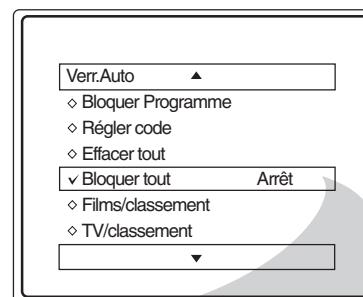 Verr.Auto
Bloquer Programme
Régler code
Effacer tout
Bloquer tout Arrêt
Films/classement
TV/classement